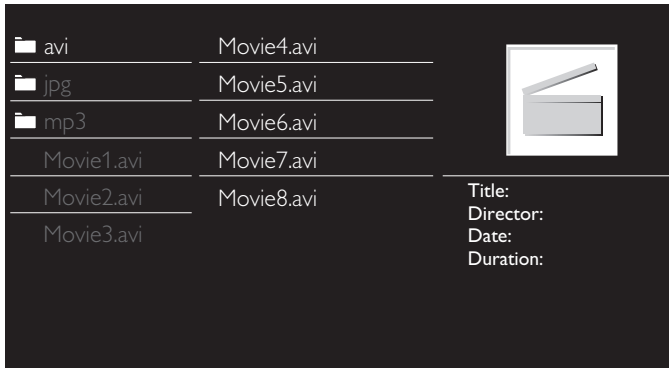 avi
jpg
mp3
Movie1.avi
Movie2.avi
Movie3.avi
Movie4.avi
Movie5.avi
Movie6.avi
Movie7.avi
Movie8.avi
Title:
Director:
Date:
Duration: